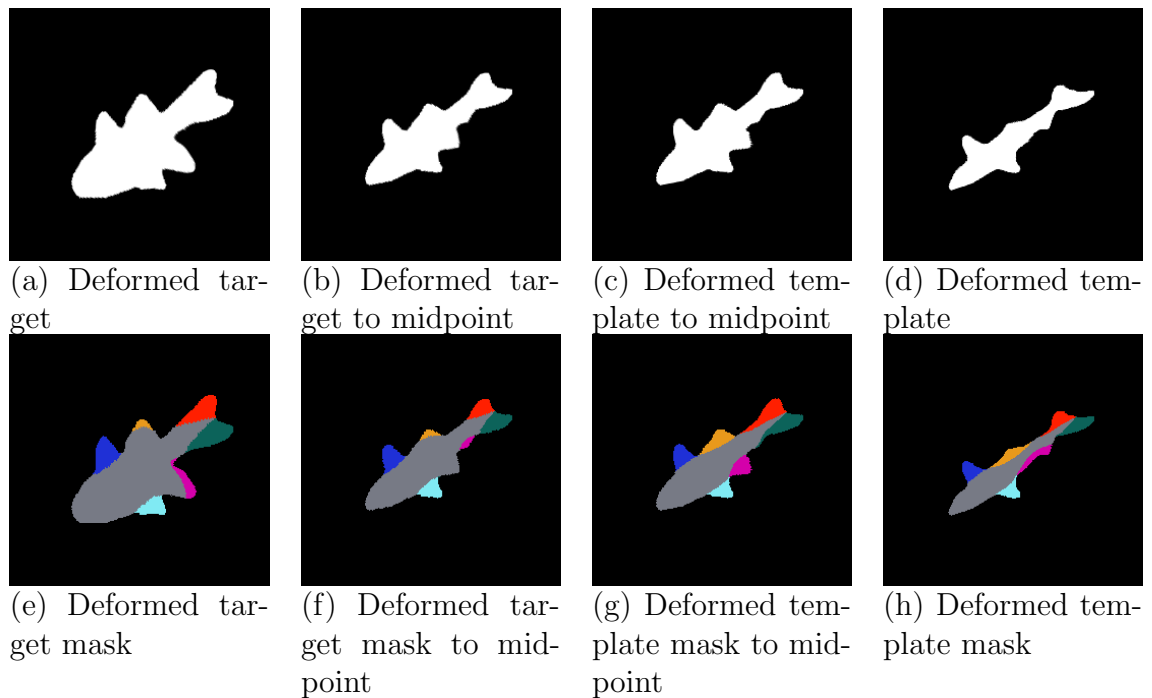 (a) Deformed tar-
get
(b) Deformed tar-
get to midpoint
(c) Deformed tem-
plate to midpoint
(d) Deformed tem-
plate
(e) Deformed tar-
get mask
(f) Deformed tar-
get mask to mid-
point
(g) Deformed tem-
plate mask to mid-
point
(h) Deformed tem-
plate mask